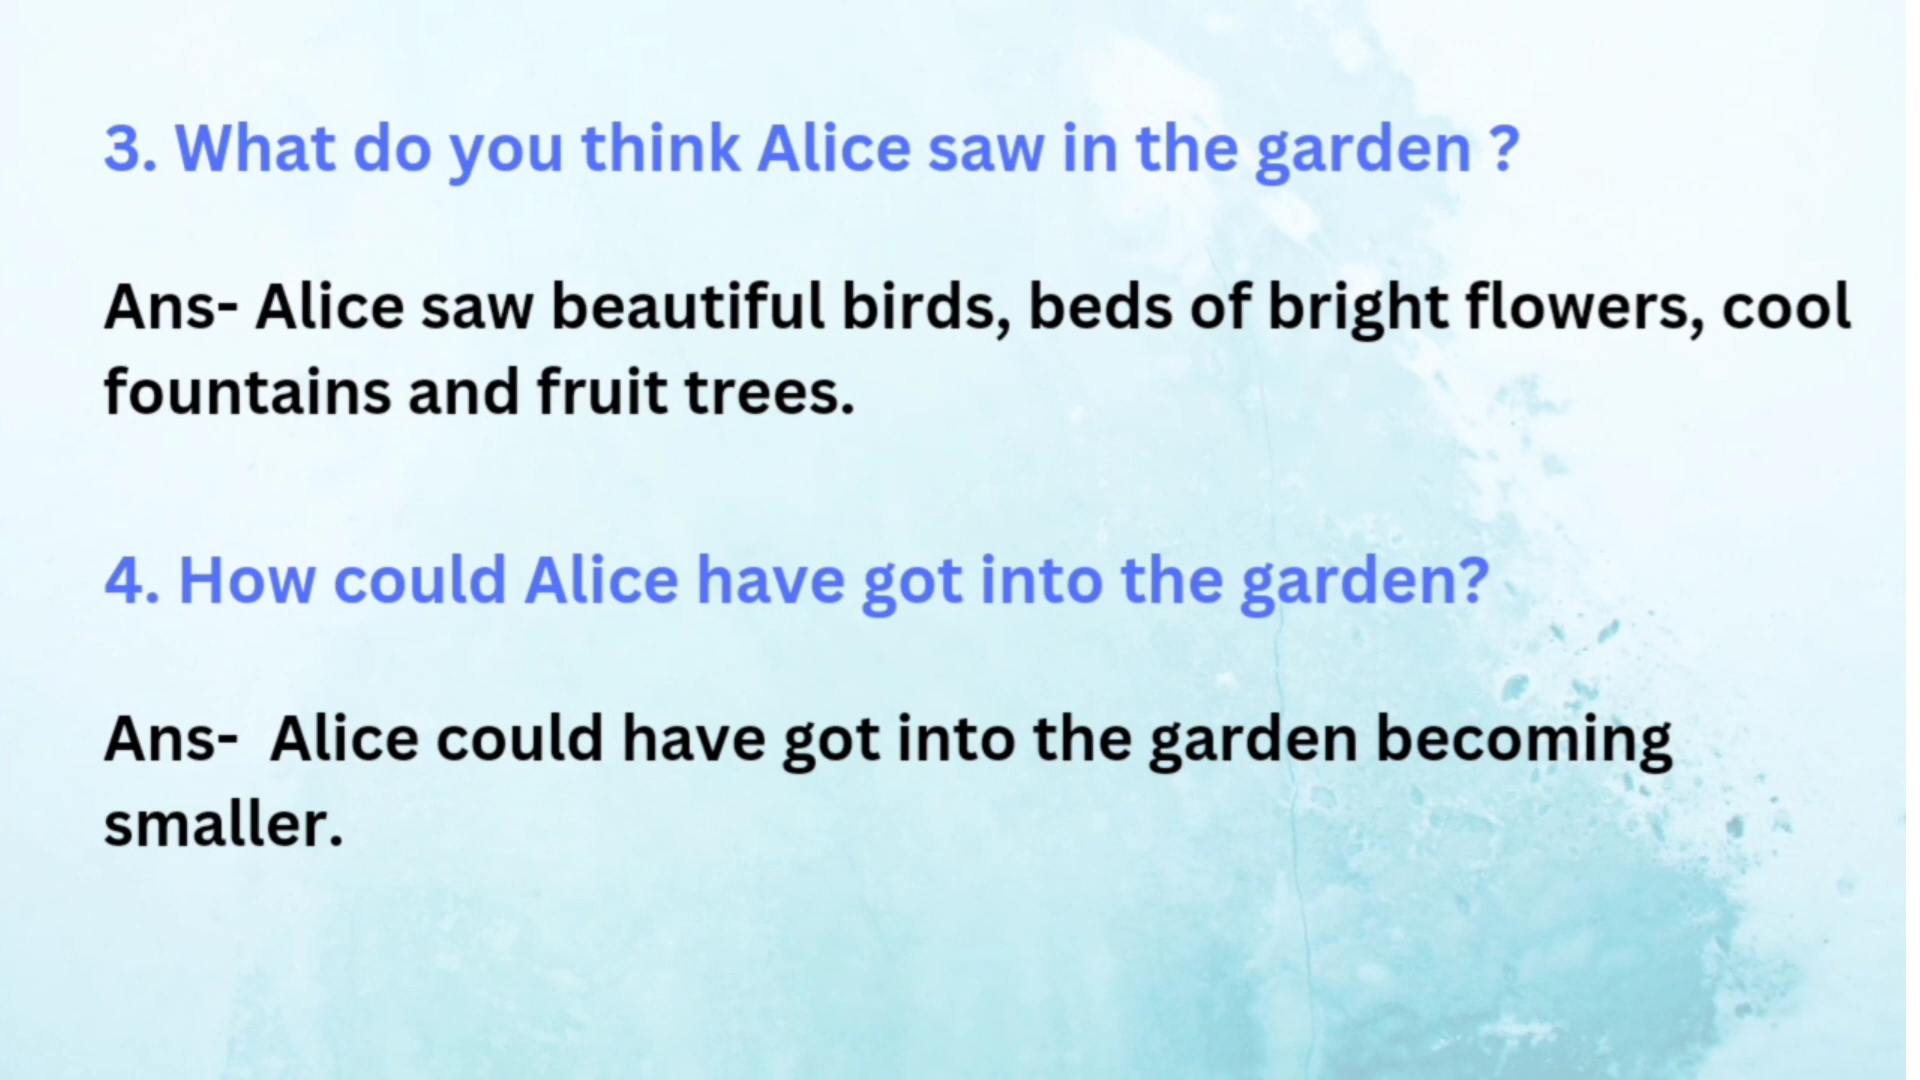 3. What do you think Alice saw in the garden ?
Ans- Alice saw beautiful birds, beds of bright flowers, cool
fountains and fruit trees.
4. How could Alice have got into the garden?
Ans-  Alice could have got into the garden becoming
smaller.